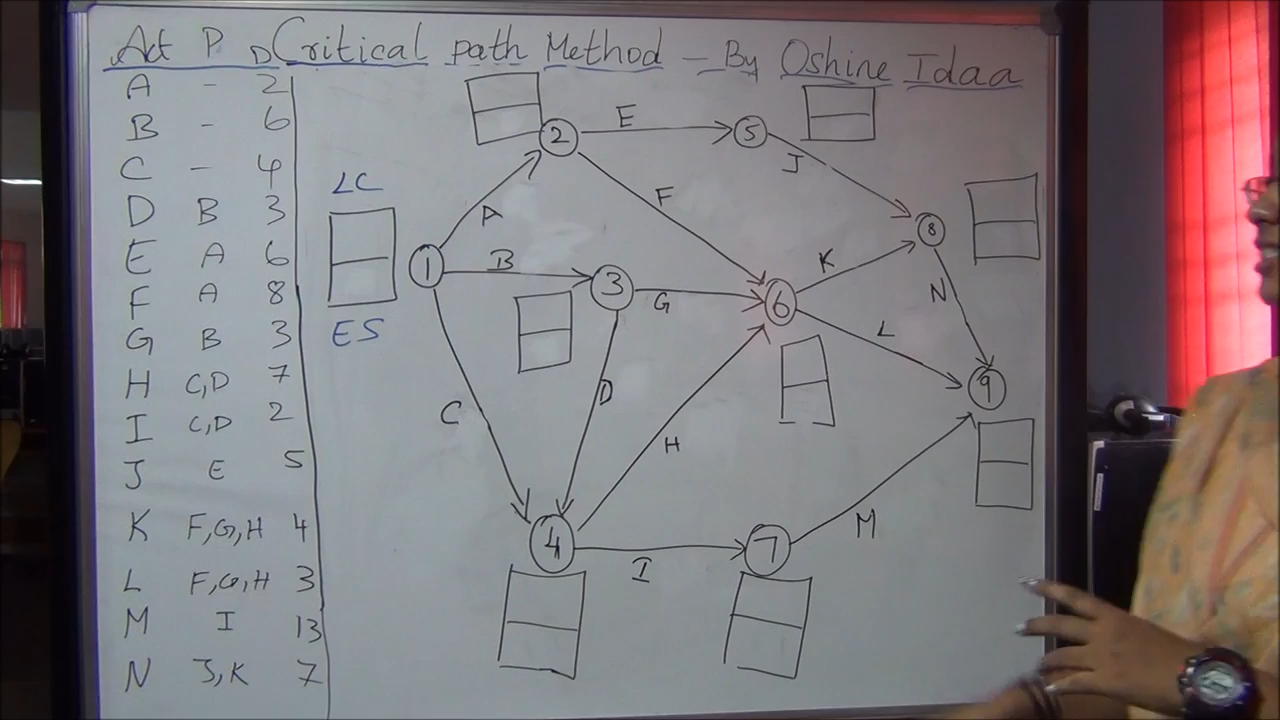 Act P D Critical path Method - By Oshine Idaa
A - 2
B - 6
C - 4
D B 3
E A 6
F A 8
G B 3
H C,D 7
I C,D 2
J E 5
K F,G,H 4
L F,G,H 3
M I 13
N J,K 7
LC
ES
1
2
3
4
5
6
7
8
9
A
B
C
D
E
F
G
H
I
J
K
L
M
N